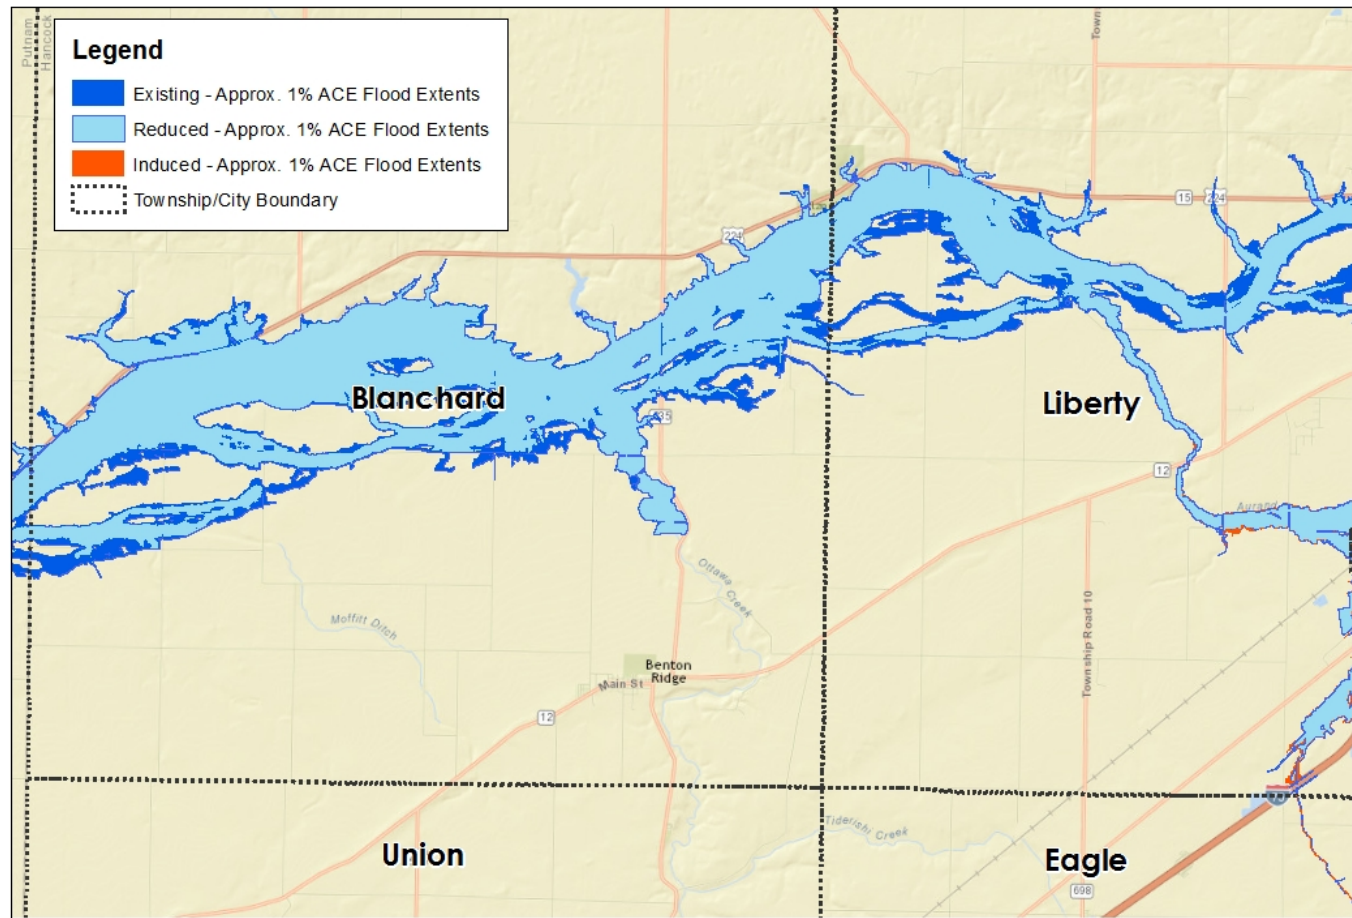 Putnam
Hancock
Legend
Existing - Approx. 1% ACE Flood Extents
Reduced - Approx. 1% ACE Flood Extents
Induced - Approx. 1% ACE Flood Extents
Township/City Boundary
15
224
224
Blanchard
Liberty
12
Aurand
Ottawa
Creek
Moffitt Ditch
Township Road 10
Benton
Ridge
Main St
12
Union
Tiderishi Creek
Eagle
698